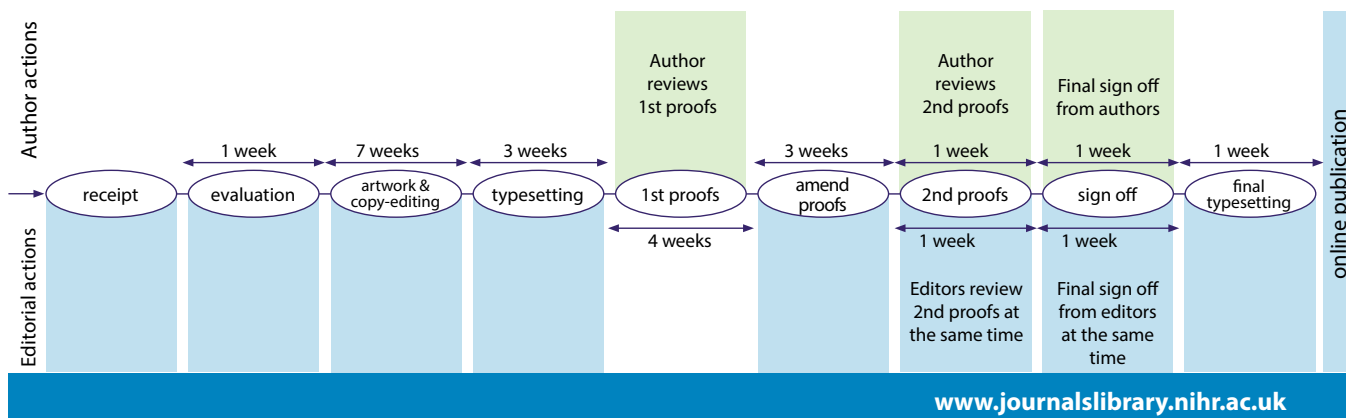 Author actions
Author
reviews
1st proofs
Author
reviews
2nd proofs
Final sign off
from authors
1 week
7 weeks
3 weeks
3 weeks
1 week
1 week
1 week
receipt
evaluation
artwork &
copy-editing
typesetting
1st proofs
amend
proofs
2nd proofs
sign off
final
typesetting
online publication
4 weeks
1 week
1 week
Editorial actions
Editors review
2nd proofs at
the same time
Final sign off
from editors
at the same
time
www.journalslibrary.nihr.ac.uk